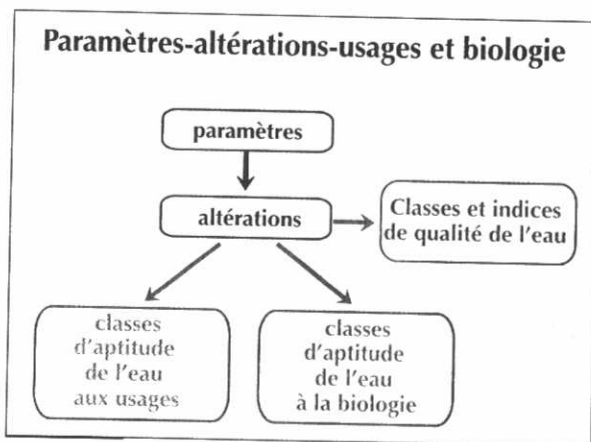 Paramètres-altérations-usages et biologie
paramètres
altérations
Classes et indices
de qualité de l'eau
classes
d'aptitude
de l'eau
aux usages
classes
d'aptitude
de l'eau
à la biologie